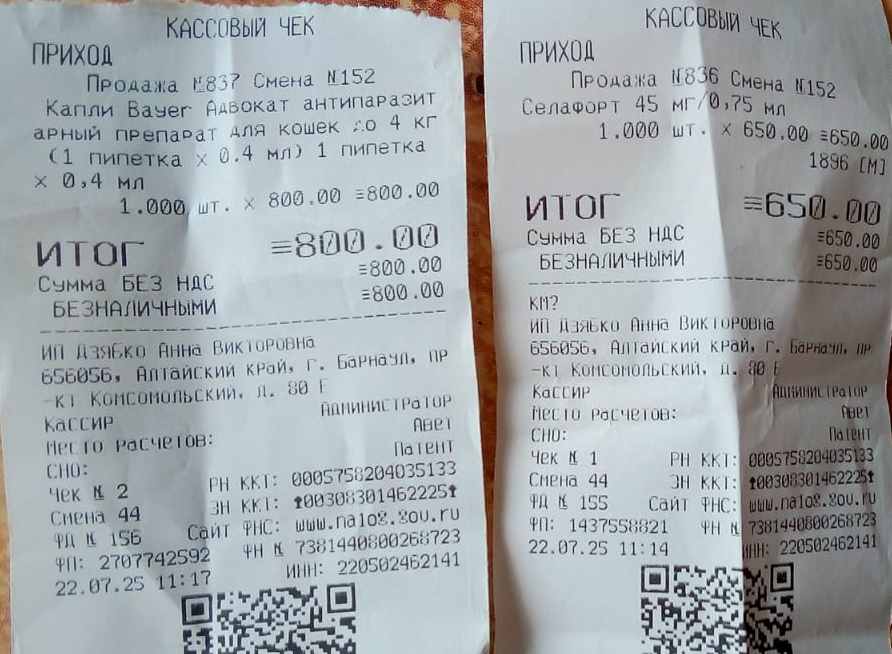 КАССОВЫЙ ЧЕК
ПРИХОД
Продажа №837 Смена №152
Капли Bayer Адвокат антипаразит
арный препарат для кошек до 4 кг
(1 пипетка х 0.4 мл) 1 пипетка
х 0,4 мл
1.000 шт. х 800.00 ≡800.00
ИТОГ ≡800.00
Сумма БЕЗ НДС ≡800.00
БЕЗНАЛИЧНЫМИ ≡800.00
ИП Дзябко Анна Викторовна
656056, Алтайский край, г. Барнаул, пр
-кт Комсомольский, д. 80 Е
Кассир Администратор
Место расчетов: Авет
СНО: Патент
Чек № 2 РН ККТ: 0005758204035133
Смена 44 ЗН ККТ: ↑00308301462225↑
ФД № 156 Сайт ФНС: www.nalog.gov.ru
ФП: 2707742592 ФН № 7381440800268723
22.07.25 11:17 ИНН: 220502462141
КАССОВЫЙ ЧЕК
ПРИХОД
Продажа №836 Смена №152
Селафорт 45 мг/0,75 мл
1.000 шт. х 650.00 ≡650.00
1896 [М]
ИТОГ ≡650.00
Сумма БЕЗ НДС ≡650.00
БЕЗНАЛИЧНЫМИ ≡650.00
КМ?
ИП Дзябко Анна Викторовна
656056, Алтайский край, г. Барнаул, пр
-кт Комсомольский, д. 80 Е
Кассир Администратор
Место расчетов: Авет
СНО: Патент
Чек № 1 РН ККТ: 0005758204035133
Смена 44 ЗН ККТ: ↑00308301462225↑
ФД № 155 Сайт ФНС: www.nalog.gov.ru
ФП: 1437558821 ФН № 7381440800268723
22.07.25 11:14 ИНН: 220502462141